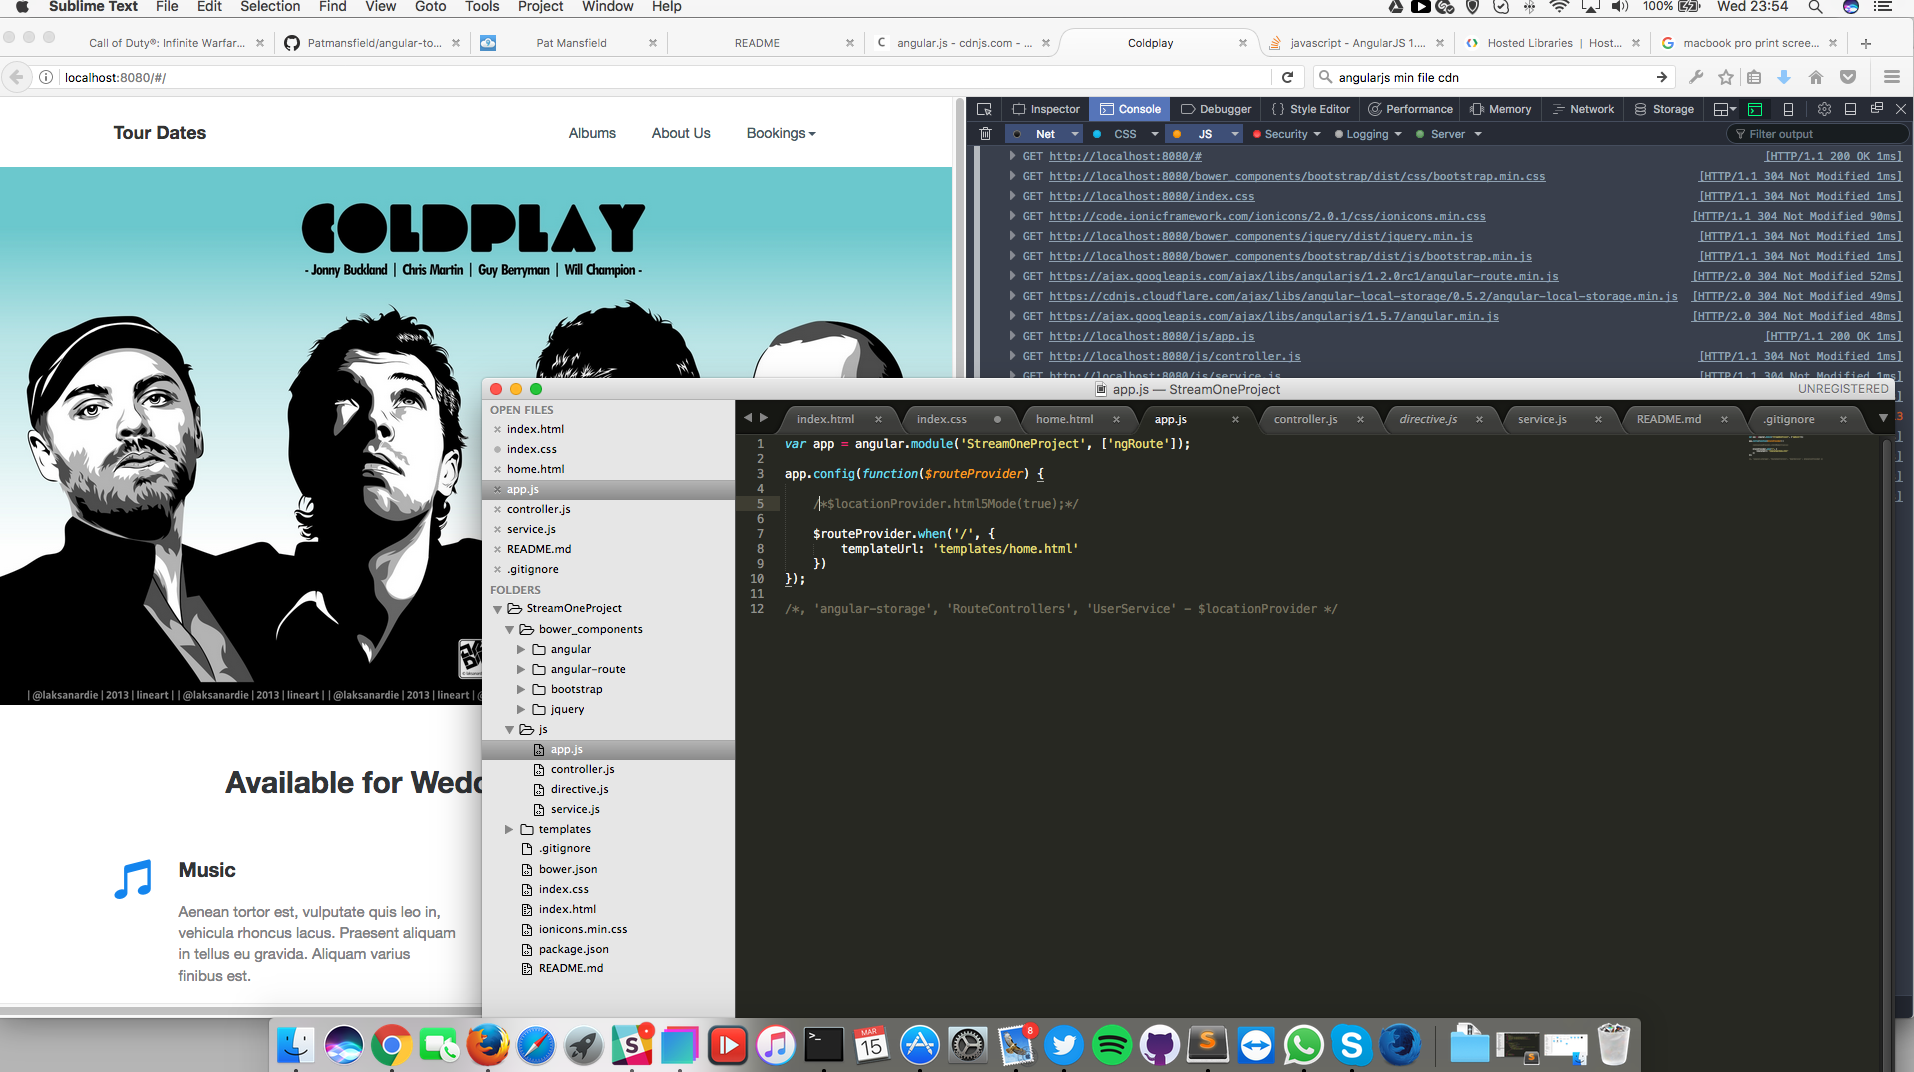 Sublime Text File Edit Selection Find View Goto Tools Project Window Help 100% Wed 23:54
Call of Duty®: Infinite Warfar... Patmansfield/angular-to... Pat Mansfield README angular.js - cdnjs.com - ... Coldplay javascript - AngularJS 1.... Hosted Libraries | Host... macbook pro print scree...
localhost:8080/#/ angularjs min file cdn
Tour Dates Albums About Us Bookings
COLDPLAY
- Jonny Buckland | Chris Martin | Guy Berryman | Will Champion -
| @laksanardie | 2013 | lineart | | @laksanardie | 2013 | lineart | | @laksanardie | 2013 | lineart | | @laksanardie | 2013 | lineart |
Available for Wedd
Music
Aenean tortor est, vulputate quis leo in,
vehicula rhoncus lacus. Praesent aliquam
in tellus eu gravida. Aliquam varius
finibus est.
Inspector Console Debugger Style Editor Performance Memory Network Storage
Net CSS JS Security Logging Server Filter output
GET http://localhost:8080/# [HTTP/1.1 200 OK 1ms]
GET http://localhost:8080/bower_components/bootstrap/dist/css/bootstrap.min.css [HTTP/1.1 304 Not Modified 1ms]
GET http://localhost:8080/index.css [HTTP/1.1 304 Not Modified 1ms]
GET http://code.ionicframework.com/ionicons/2.0.1/css/ionicons.min.css [HTTP/1.1 304 Not Modified 90ms]
GET http://localhost:8080/bower_components/jquery/dist/jquery.min.js [HTTP/1.1 304 Not Modified 1ms]
GET http://localhost:8080/bower_components/bootstrap/dist/js/bootstrap.min.js [HTTP/1.1 304 Not Modified 1ms]
GET https://ajax.googleapis.com/ajax/libs/angularjs/1.2.0rc1/angular-route.min.js [HTTP/2.0 304 Not Modified 52ms]
GET https://cdnjs.cloudflare.com/ajax/libs/angular-local-storage/0.5.2/angular-local-storage.min.js [HTTP/2.0 304 Not Modified 49ms]
GET https://ajax.googleapis.com/ajax/libs/angularjs/1.5.7/angular.min.js [HTTP/2.0 304 Not Modified 48ms]
GET http://localhost:8080/js/app.js [HTTP/1.1 200 OK 1ms]
GET http://localhost:8080/js/controller.js [HTTP/1.1 304 Not Modified 1ms]
GET http://localhost:8080/js/service.js [HTTP/1.1 304 Not Modified 1ms]
app.js — StreamOneProject UNREGISTERED
OPEN FILES
index.html
index.css
home.html
app.js
controller.js
service.js
README.md
.gitignore
FOLDERS
StreamOneProject
bower_components
angular
angular-route
bootstrap
jquery
js
app.js
controller.js
directive.js
service.js
templates
.gitignore
bower.json
index.css
index.html
ionicons.min.css
package.json
README.md
index.html index.css home.html app.js controller.js directive.js service.js README.md .gitignore
1 var app = angular.module('StreamOneProject', ['ngRoute']);
2
3 app.config(function($routeProvider) {
4
5 /*$locationProvider.html5Mode(true);*/
6
7 $routeProvider.when('/', {
8 templateUrl: 'templates/home.html'
9 })
10 });
11
12 /*, 'angular-storage', 'RouteControllers', 'UserService' - $locationProvider */
MAR
15
8